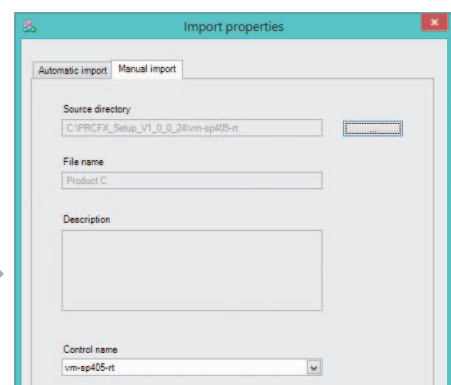 Import properties
Automatic import Manual import
Source directory
C:\PRCFX_Setup_V1_0_0_24\vm-sp405-rt
...
File name
Product C
Description
Control name
vm-sp405-rt